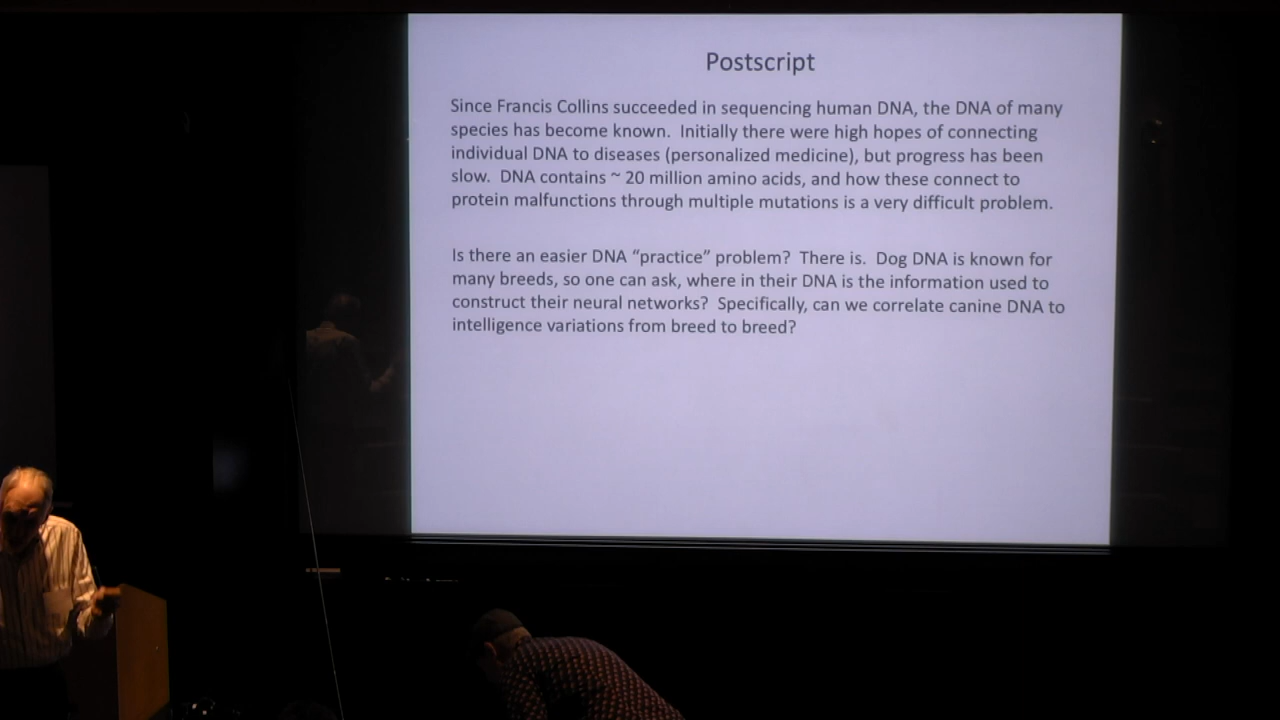 Postscript
Since Francis Collins succeeded in sequencing human DNA, the DNA of many
species has become known.  Initially there were high hopes of connecting
individual DNA to diseases (personalized medicine), but progress has been
slow.  DNA contains ~ 20 million amino acids, and how these connect to
protein malfunctions through multiple mutations is a very difficult problem.
Is there an easier DNA “practice” problem?  There is.  Dog DNA is known for
many breeds, so one can ask, where in their DNA is the information used to
construct their neural networks?  Specifically, can we correlate canine DNA to
intelligence variations from breed to breed?